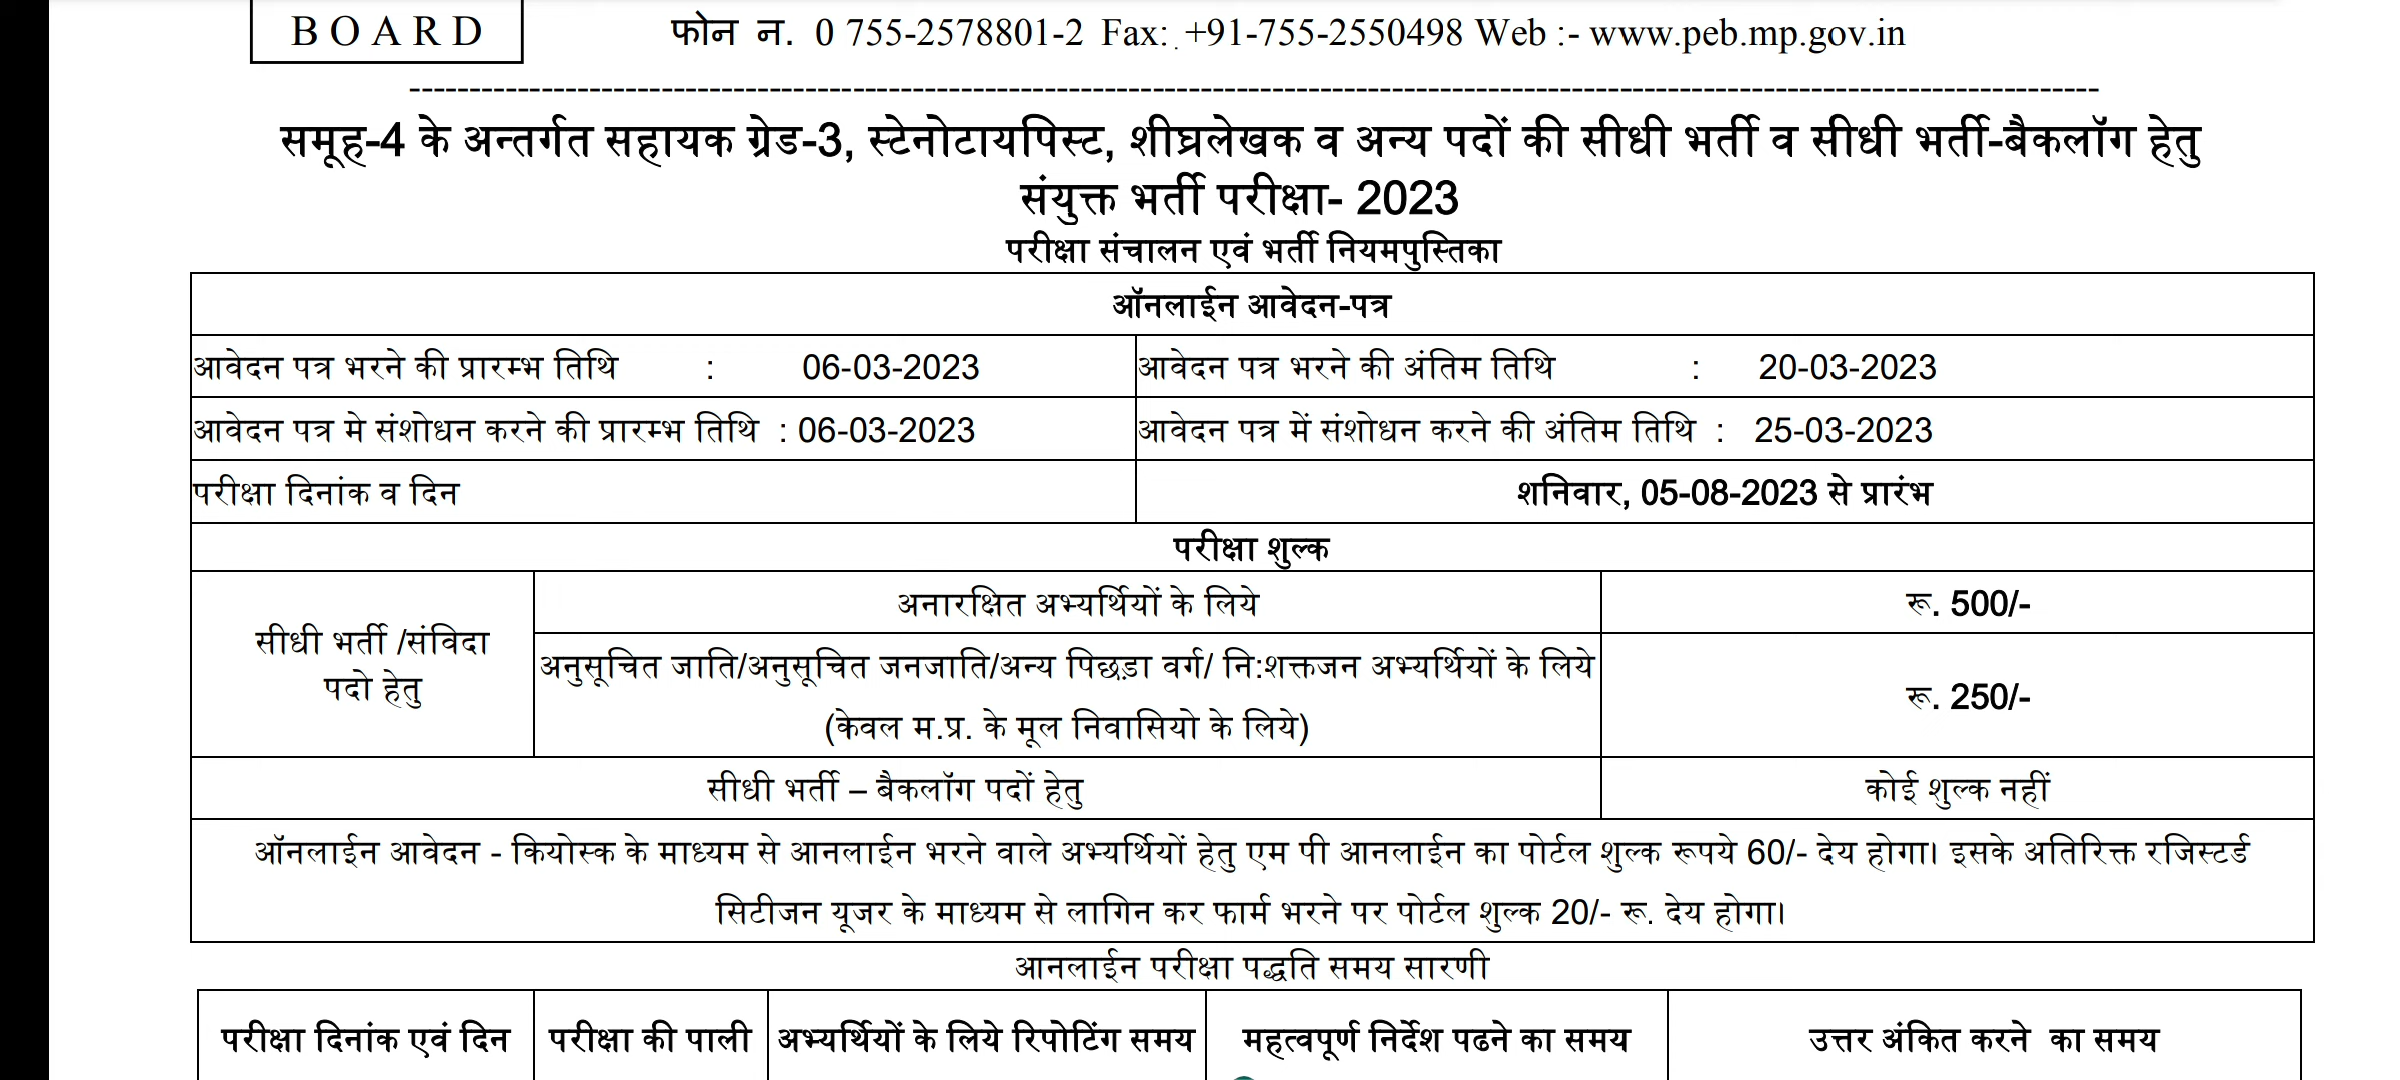 BOARD
फोन न. 0 755-2578801-2 Fax: +91-755-2550498 Web :- www.peb.mp.gov.in
समूह-4 के अन्तर्गत सहायक ग्रेड-3, स्टेनोटायपिस्ट, शीघ्रलेखक व अन्य पदों की सीधी भर्ती व सीधी भर्ती-बैकलॉग हेतु
संयुक्त भर्ती परीक्षा- 2023
परीक्षा संचालन एवं भर्ती नियमपुस्तिका
ऑनलाईन आवेदन-पत्र
आवेदन पत्र भरने की प्रारम्भ तिथि : 06-03-2023 आवेदन पत्र भरने की अंतिम तिथि : 20-03-2023
आवेदन पत्र मे संशोधन करने की प्रारम्भ तिथि : 06-03-2023 आवेदन पत्र में संशोधन करने की अंतिम तिथि : 25-03-2023
परीक्षा दिनांक व दिन शनिवार, 05-08-2023 से प्रारंभ
परीक्षा शुल्क
सीधी भर्ती /संविदा
पदो हेतु
अनारक्षित अभ्यर्थियों के लिये रू. 500/-
अनुसूचित जाति/अनुसूचित जनजाति/अन्य पिछड़ा वर्ग/ नि:शक्तजन अभ्यर्थियों के लिये
(केवल म.प्र. के मूल निवासियो के लिये)
रू. 250/-
सीधी भर्ती – बैकलॉग पदों हेतु कोई शुल्क नहीं
ऑनलाईन आवेदन - कियोस्क के माध्यम से आनलाईन भरने वाले अभ्यर्थियों हेतु एम पी आनलाईन का पोर्टल शुल्क रूपये 60/- देय होगा। इसके अतिरिक्त रजिस्टर्ड
सिटीजन यूजर के माध्यम से लागिन कर फार्म भरने पर पोर्टल शुल्क 20/- रू. देय होगा।
आनलाईन परीक्षा पद्धति समय सारणी
परीक्षा दिनांक एवं दिन परीक्षा की पाली अभ्यर्थियों के लिये रिपोटिंग समय महत्वपूर्ण निर्देश पढने का समय उत्तर अंकित करने का समय